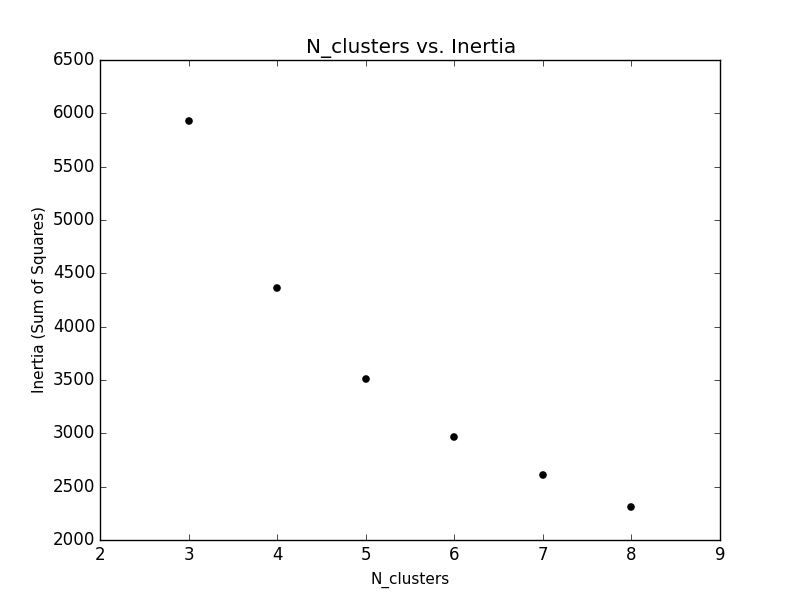 N_clusters vs. Inertia
6500
6000
5500
5000
4500
4000
3500
3000
2500
2000
Inertia (Sum of Squares)
2 3 4 5 6 7 8 9
N_clusters